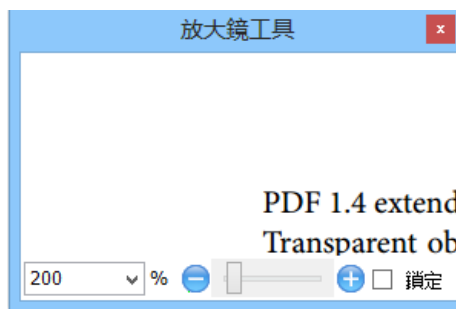 放大鏡工具
PDF 1.4 extend
Transparent ob
200 % 鎖定